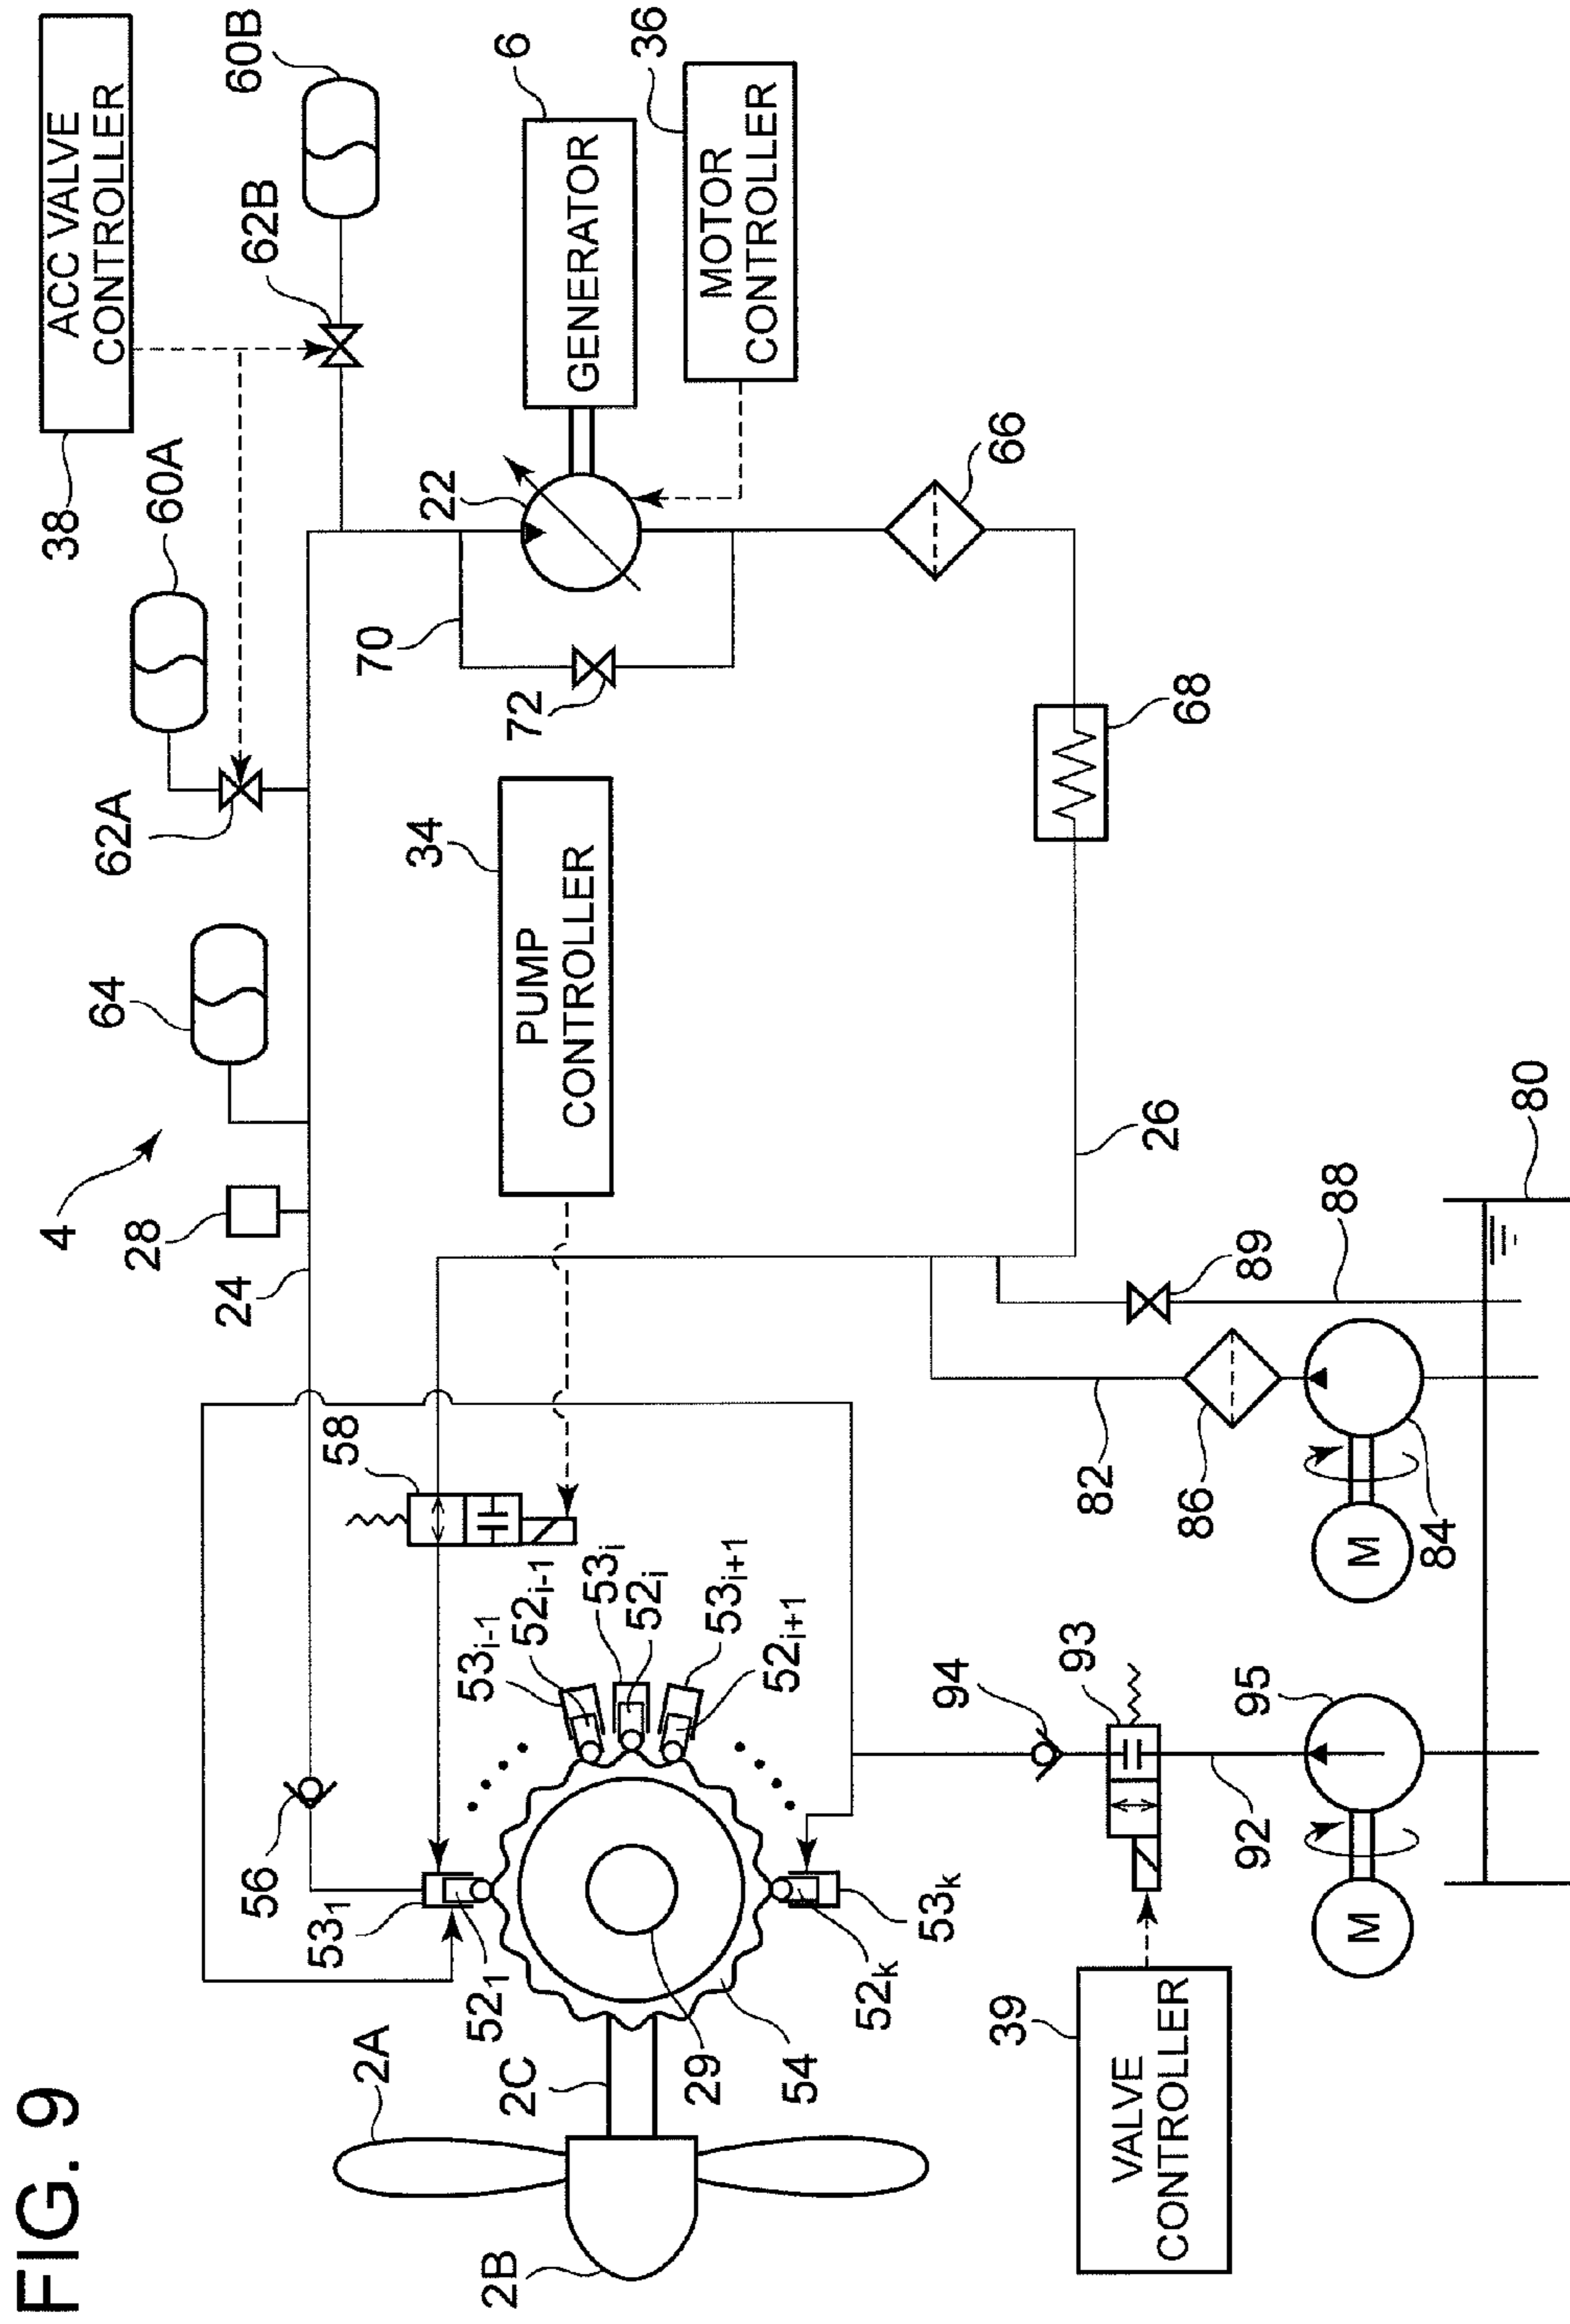 FIG. 9
ACC VALVE
CONTROLLER
38
60A
60B
62A
62B
64
4
28
24
22
6
GENERATOR
36
MOTOR
CONTROLLER
70
72
66
68
34
PUMP
CONTROLLER
26
58
56
53₁
52₁
53ᵢ₋₁
52ᵢ₋₁
53ᵢ
52ᵢ
53ᵢ₊₁
52ᵢ₊₁
53ₖ
52ₖ
2A
2B
2C
29
54
94
93
92
95
M
39
VALVE
CONTROLLER
82
86
84
M
89
88
80